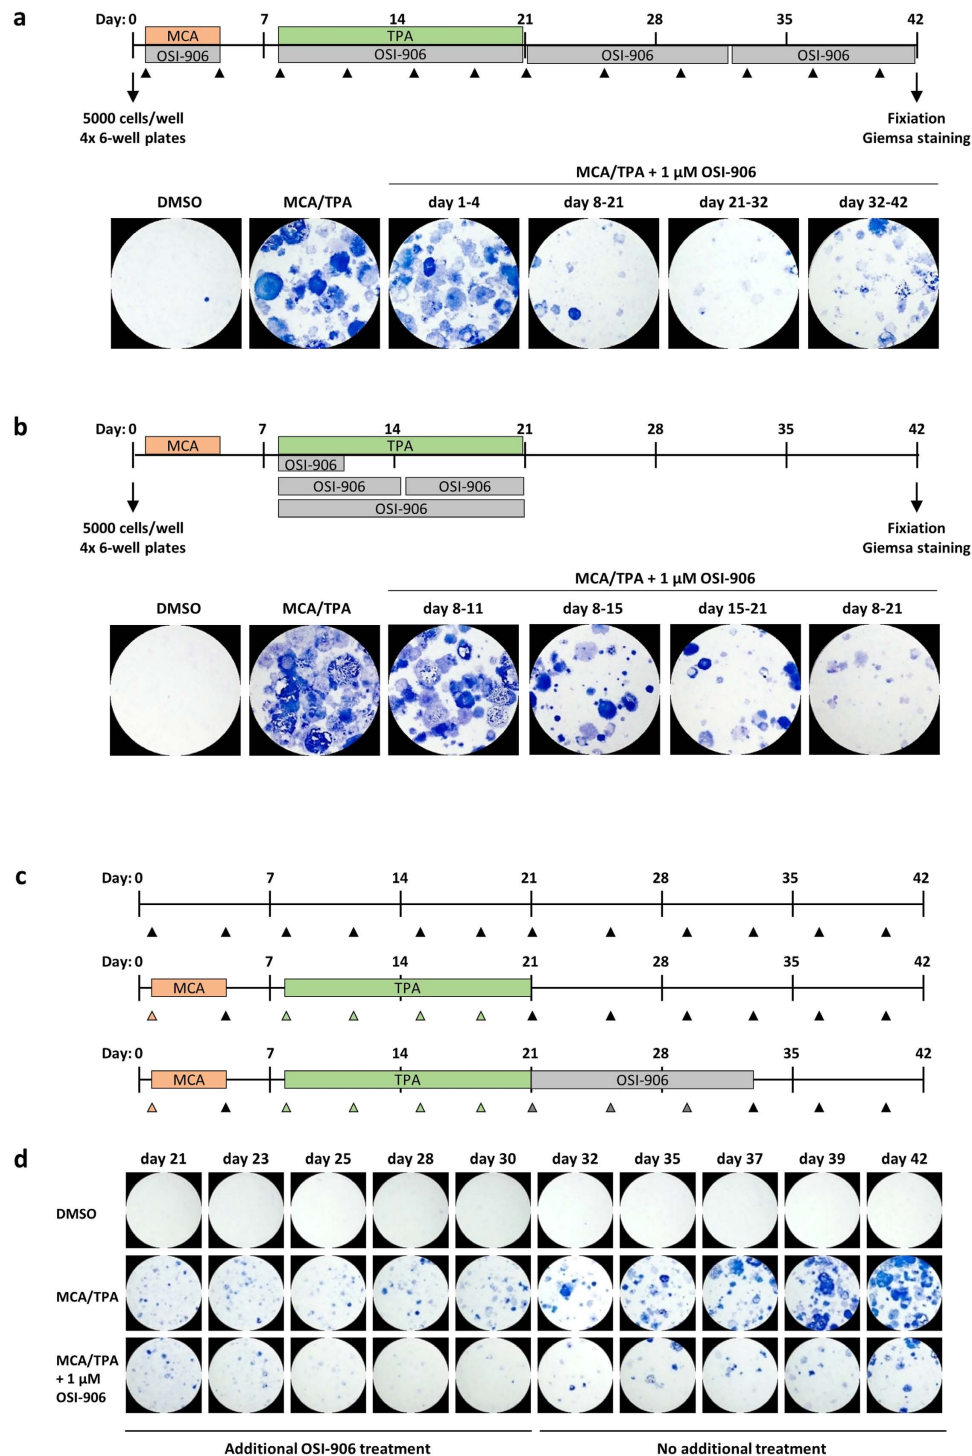 a
Day: 0 7 14 21 28 35 42
MCA TPA
OSI-906 OSI-906 OSI-906 OSI-906
5000 cells/well
4x 6-well plates
Fixiation
Giemsa staining
MCA/TPA + 1 µM OSI-906
DMSO MCA/TPA day 1-4 day 8-21 day 21-32 day 32-42
b
Day: 0 7 14 21 28 35 42
MCA TPA
OSI-906
OSI-906 OSI-906
OSI-906
5000 cells/well
4x 6-well plates
Fixiation
Giemsa staining
MCA/TPA + 1 µM OSI-906
DMSO MCA/TPA day 8-11 day 8-15 day 15-21 day 8-21
c
Day: 0 7 14 21 28 35 42
Day: 0 7 14 21 28 35 42
MCA TPA
Day: 0 7 14 21 28 35 42
MCA TPA OSI-906
d
day 21 day 23 day 25 day 28 day 30 day 32 day 35 day 37 day 39 day 42
DMSO
MCA/TPA
MCA/TPA
+ 1 µM
OSI-906
Additional OSI-906 treatment No additional treatment